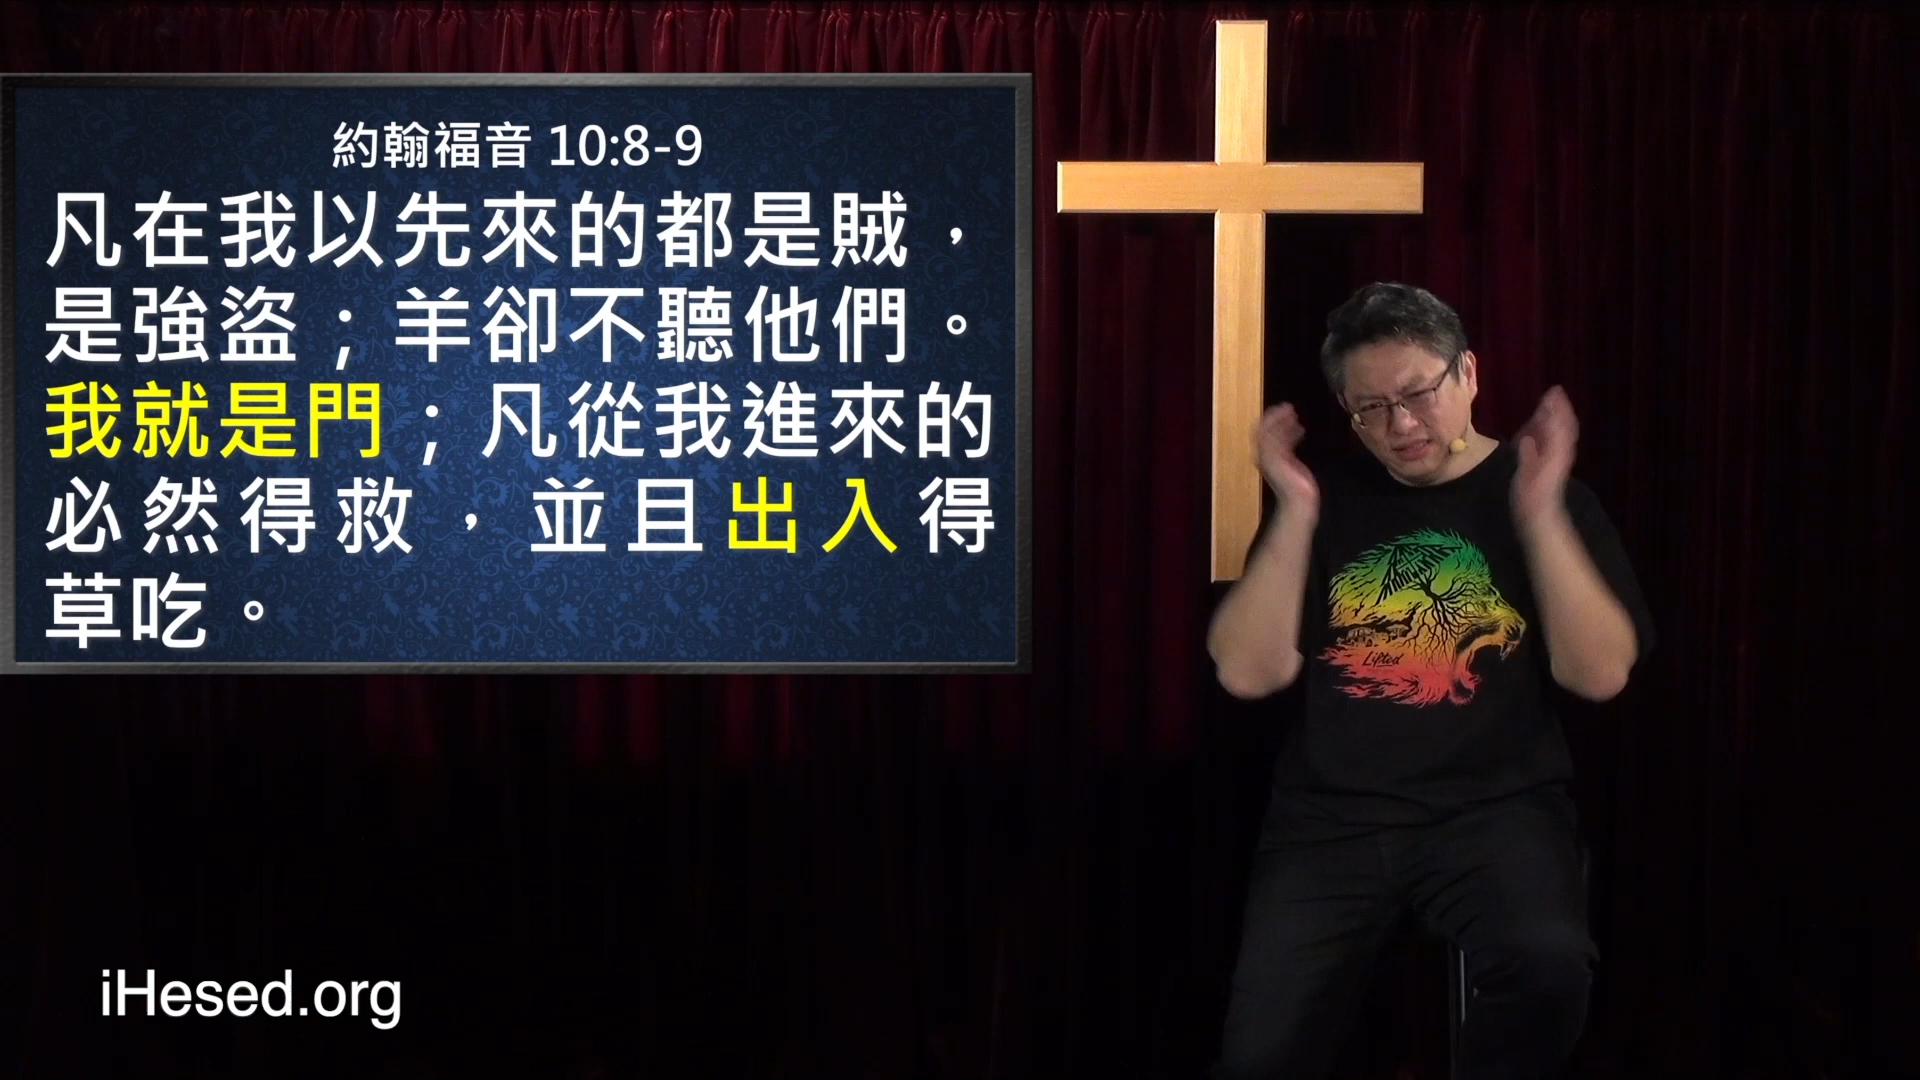 約翰福音 10:8-9
凡在我以先來的都是賊，
是強盜；羊卻不聽他們。
我就是門；凡從我進來的
必然得救，並且出入得
草吃。
Lifted
iHesed.org